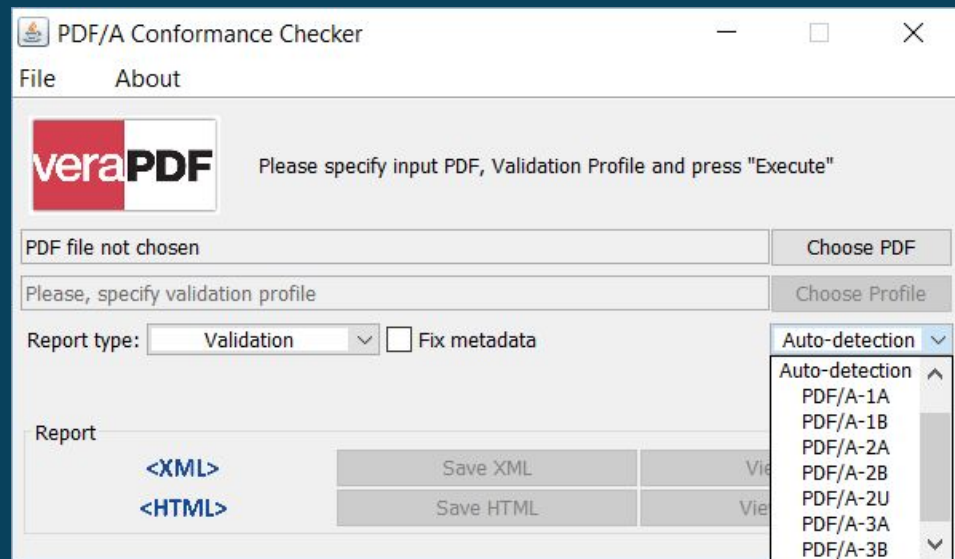 PDF/A Conformance Checker
File About
veraPDF
Please specify input PDF, Validation Profile and press "Execute"
PDF file not chosen
Choose PDF
Please, specify validation profile
Choose Profile
Report type: Validation Fix metadata Auto-detection
Auto-detection
PDF/A-1A
PDF/A-1B
PDF/A-2A
PDF/A-2B
PDF/A-2U
PDF/A-3A
PDF/A-3B
Report
<XML> Save XML
<HTML> Save HTML